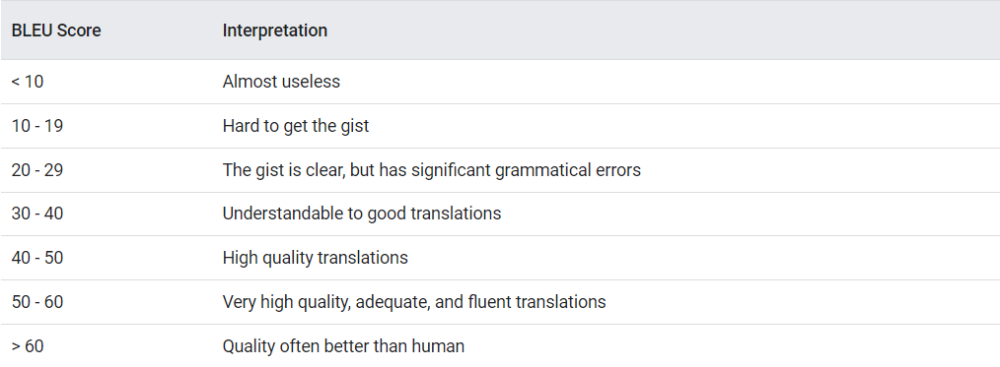 BLEU Score Interpretation
< 10 Almost useless
10 - 19 Hard to get the gist
20 - 29 The gist is clear, but has significant grammatical errors
30 - 40 Understandable to good translations
40 - 50 High quality translations
50 - 60 Very high quality, adequate, and fluent translations
> 60 Quality often better than human